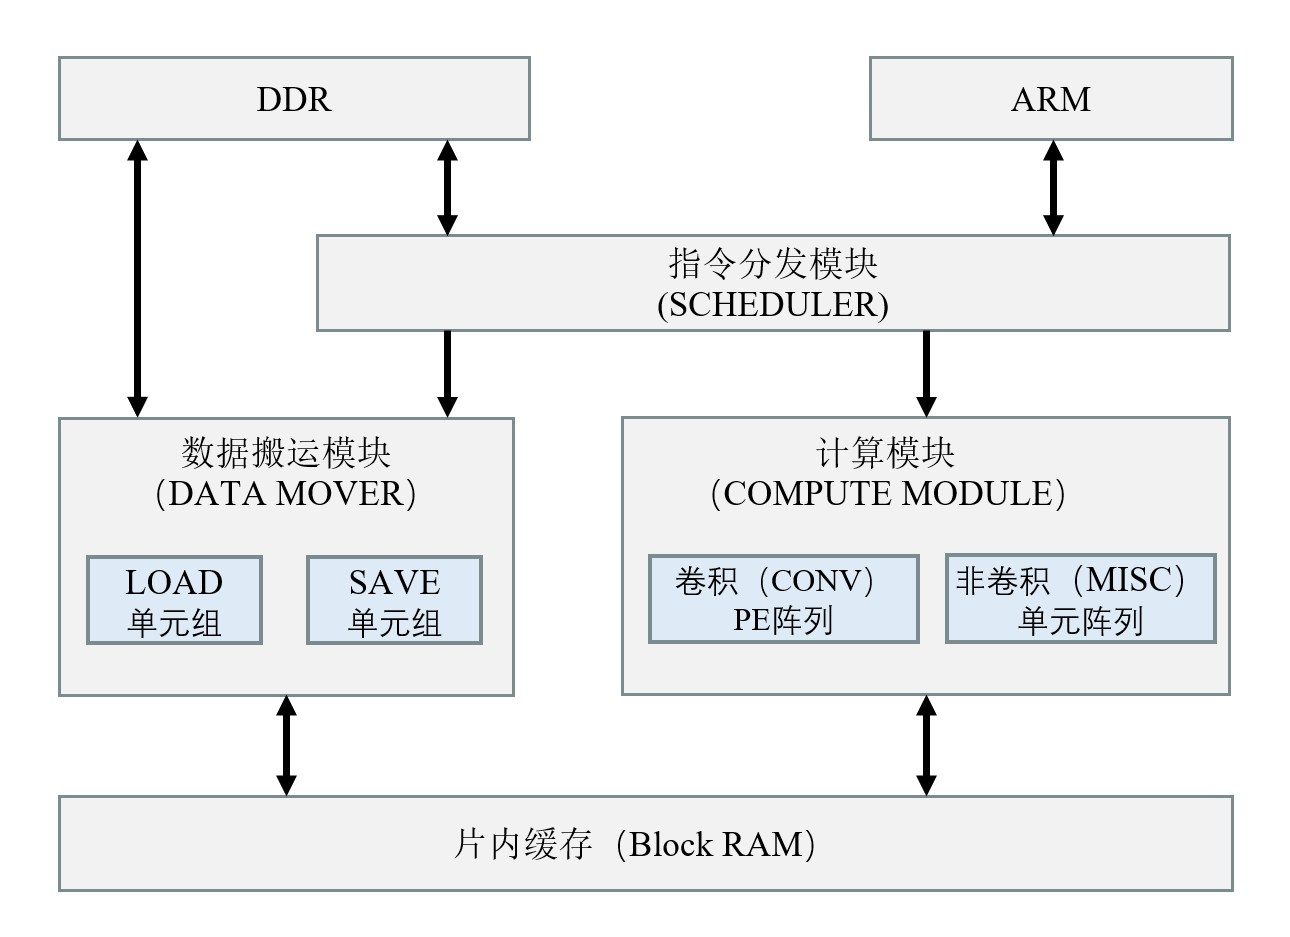 DDR
ARM
指令分发模块
(SCHEDULER)
数据搬运模块
（DATA MOVER）
LOAD
单元组
SAVE
单元组
计算模块
（COMPUTE MODULE）
卷积（CONV）
PE阵列
非卷积（MISC）
单元阵列
片内缓存（Block RAM）